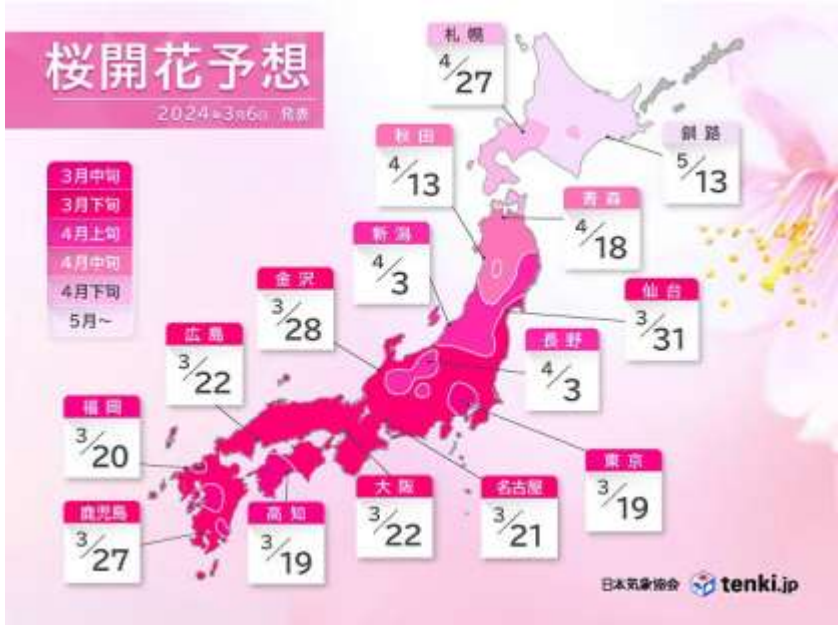 桜開花予想
2024年3月6日 発表
3月中旬
3月下旬
4月上旬
4月中旬
4月下旬
5月～
札幌
4/27
釧路
5/13
秋田
4/13
青森
4/18
新潟
4/3
金沢
3/28
仙台
3/31
広島
3/22
長野
4/3
福岡
3/20
東京
3/19
鹿児島
3/27
高知
3/19
大阪
3/22
名古屋
3/21
日本気象協会 tenki.jp